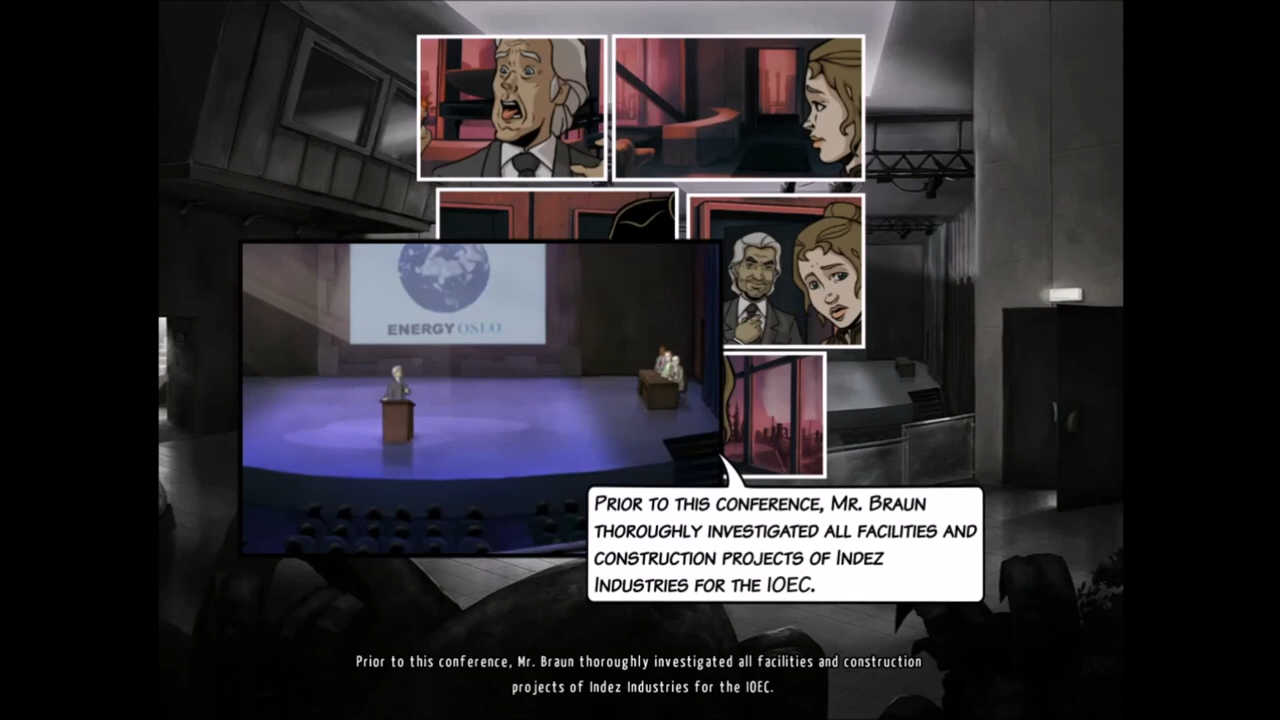 ENERGY OSLO
PRIOR TO THIS CONFERENCE, MR. BRAUN
THOROUGHLY INVESTIGATED ALL FACILITIES AND
CONSTRUCTION PROJECTS OF INDEZ
INDUSTRIES FOR THE IOEC.
Prior to this conference, Mr. Braun thoroughly investigated all facilities and construction
projects of Indez Industries for the IOEC.